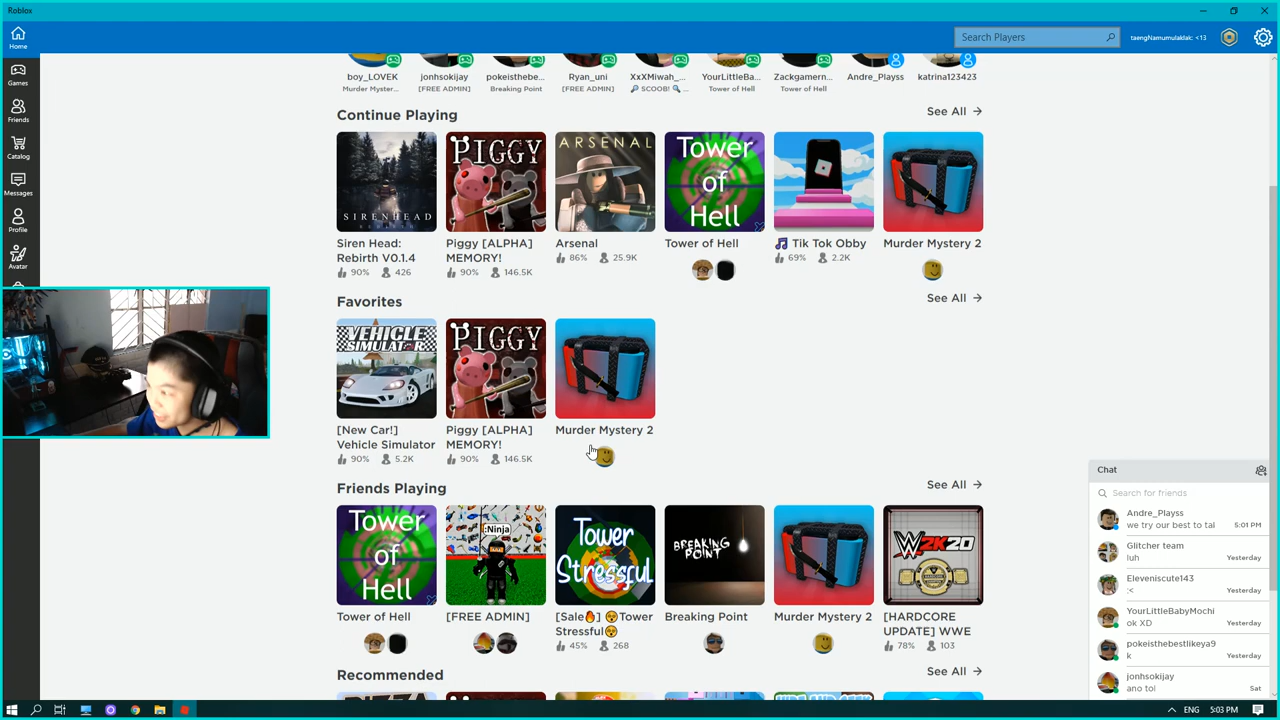 Roblox
Home
Search Players
taengNamumulaklak: <13
Games
Friends
Catalog
Messages
Profile
Avatar
boy_LOVEK
Murder Myster...
jonhsokijay
[FREE ADMIN]
pokeisthebe...
Breaking Point
Ryan_uni
[FREE ADMIN]
XxXMiwah_...
🔎 SCOOB! 🔍 ...
YourLittleBa...
Tower of Hell
Zackgamern...
Tower of Hell
Andre_Playss
katrina123423
Continue Playing
See All →
SIRENHEAD
REBIRTH
PIGGY
ARSENAL
Tower
of
Hell
Siren Head:
Rebirth V0.1.4
90% 426
Piggy [ALPHA]
MEMORY!
90% 146.5K
Arsenal
86% 25.9K
Tower of Hell
🎵 Tik Tok Obby
69% 2.2K
Murder Mystery 2
Favorites
See All →
VEHICLE
SIMULATOR
PIGGY
[New Car!]
Vehicle Simulator
90% 5.2K
Piggy [ALPHA]
MEMORY!
90% 146.5K
Murder Mystery 2
Friends Playing
See All →
Tower
of
Hell
:Ninja
Tower
Stressful
BREAKING
POINT
W2K20
Tower of Hell
[FREE ADMIN]
[Sale🔥] 😵Tower
Stressful😵
45% 268
Breaking Point
Murder Mystery 2
[HARDCORE
UPDATE] WWE
78% 103
Recommended
See All →
Chat
Search for friends
Andre_Playss
we try our best to tal
5:01 PM
Glitcher team
luh
Yesterday
Eleveniscute143
:<
Yesterday
YourLittleBabyMochi
ok XD
Yesterday
pokeisthebestlikeya9
k
Yesterday
jonhsokijay
ano to!
Sat
ENG
5:03 PM